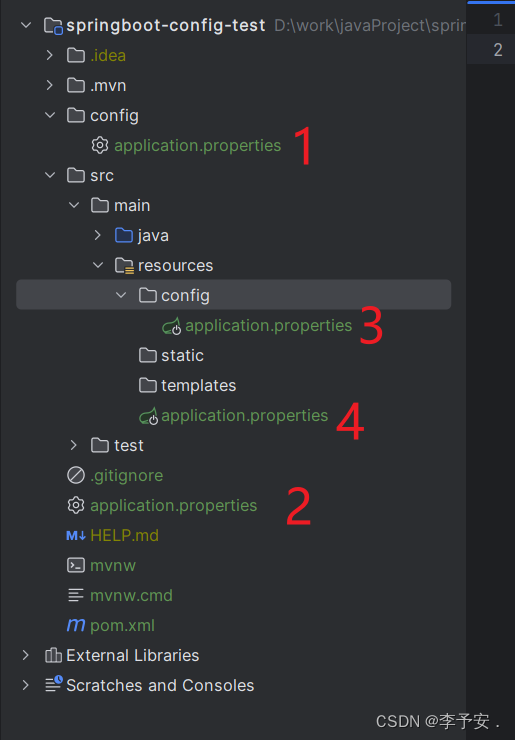 1
springboot-config-test D:\work\javaProject\sprin
2
.idea
.mvn
config
application.properties 1
src
main
java
resources
config
application.properties 3
static
templates
application.properties 4
test
.gitignore
application.properties 2
M↓ HELP.md
mvnw
mvnw.cmd
m pom.xml
External Libraries
Scratches and Consoles
CSDN @李予安.